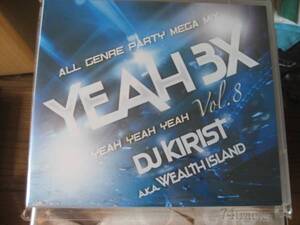 ALL GENRE PARTY MEGA MIX
YEAH 3X
YEAH YEAH YEAH Vol.8
DJ KIRIST
A.K.A. WEALTH ISLAND